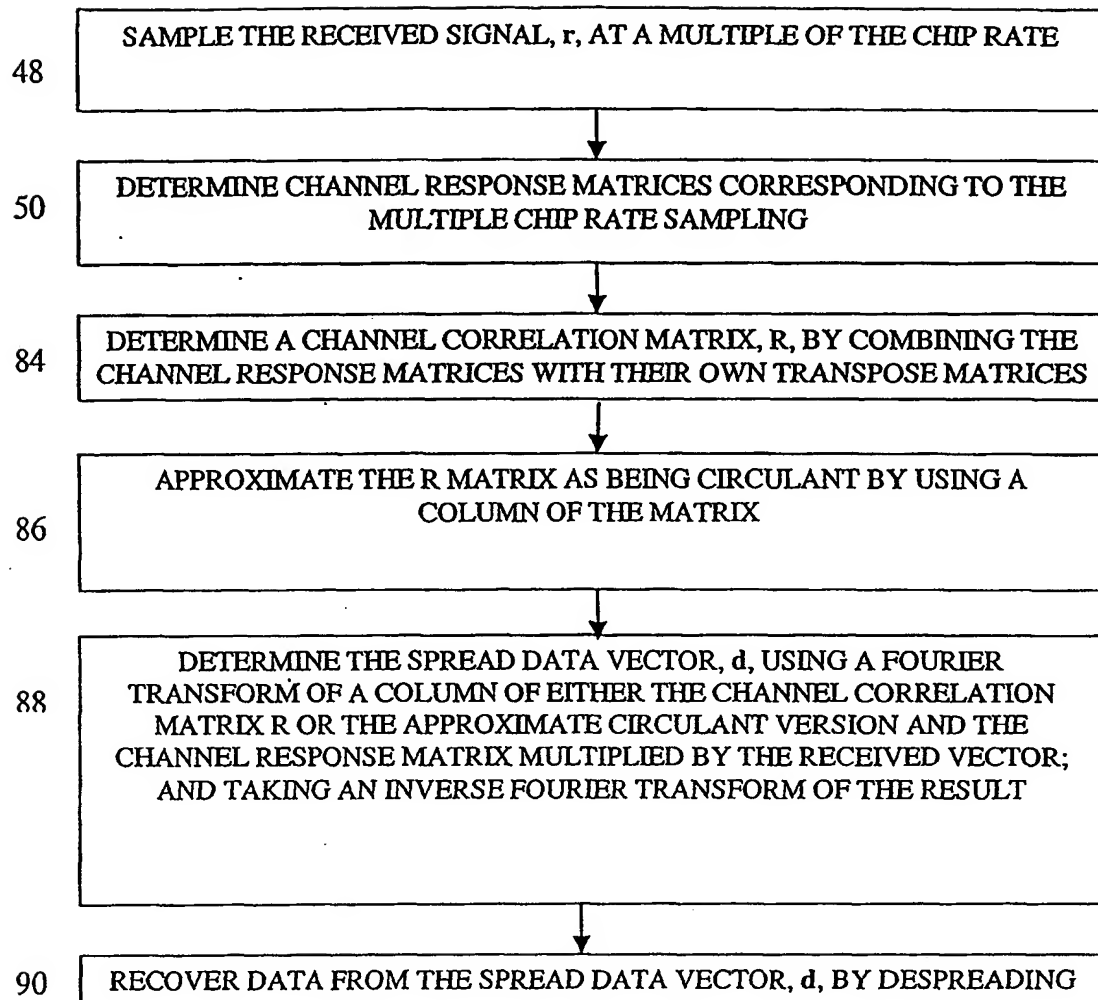 48
SAMPLE THE RECEIVED SIGNAL, r, AT A MULTIPLE OF THE CHIP RATE
50
DETERMINE CHANNEL RESPONSE MATRICES CORRESPONDING TO THE
MULTIPLE CHIP RATE SAMPLING
84
DETERMINE A CHANNEL CORRELATION MATRIX, R, BY COMBINING THE
CHANNEL RESPONSE MATRICES WITH THEIR OWN TRANSPOSE MATRICES
86
APPROXIMATE THE R MATRIX AS BEING CIRCULANT BY USING A
COLUMN OF THE MATRIX
88
DETERMINE THE SPREAD DATA VECTOR, d, USING A FOURIER
TRANSFORM OF A COLUMN OF EITHER THE CHANNEL CORRELATION
MATRIX R OR THE APPROXIMATE CIRCULANT VERSION AND THE
CHANNEL RESPONSE MATRIX MULTIPLIED BY THE RECEIVED VECTOR;
AND TAKING AN INVERSE FOURIER TRANSFORM OF THE RESULT
90
RECOVER DATA FROM THE SPREAD DATA VECTOR, d, BY DESPREADING